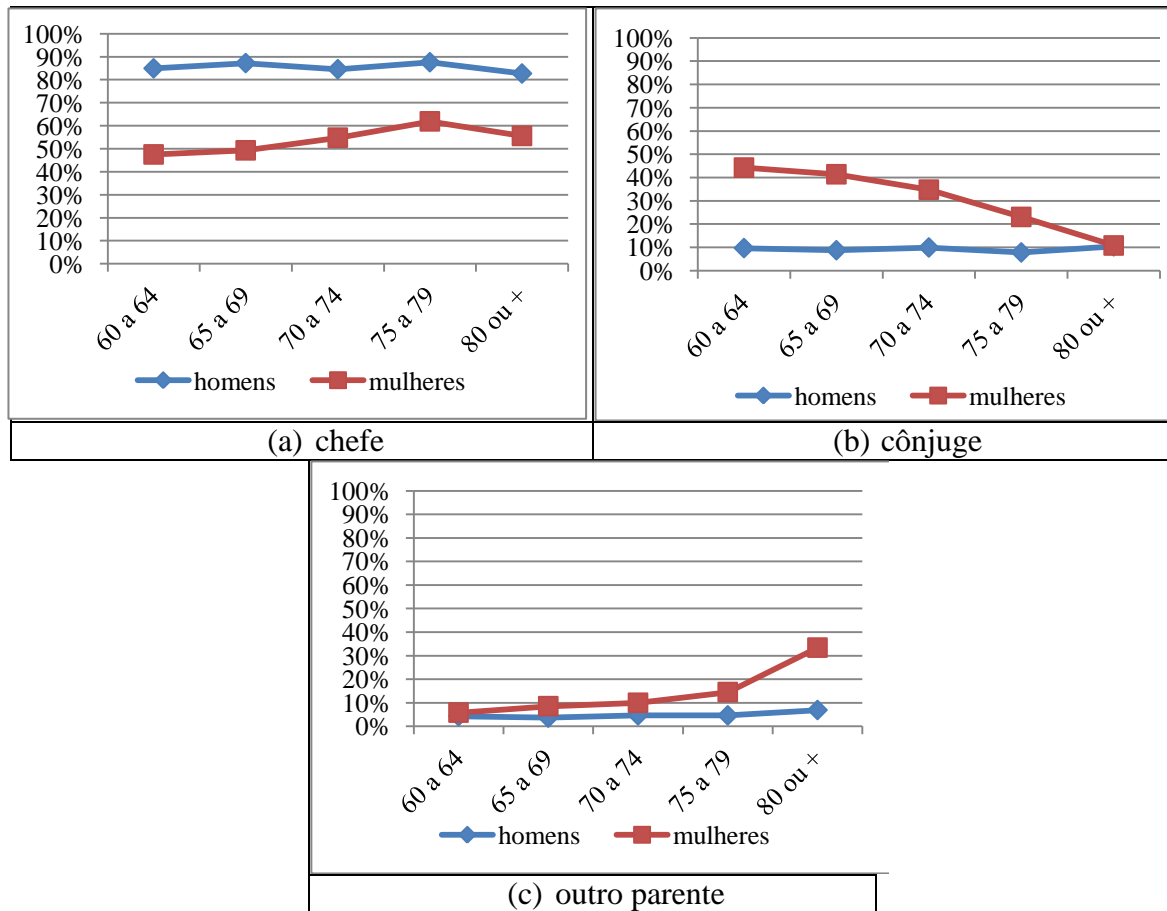 100%
90%
80%
70%
60%
50%
40%
30%
20%
10%
0%
60 a 64
65 a 69
70 a 74
75 a 79
80 ou +
homens
mulheres
(a) chefe
100%
90%
80%
70%
60%
50%
40%
30%
20%
10%
0%
60 a 64
65 a 69
70 a 74
75 a 79
80 ou +
homens
mulheres
(b) cônjuge
100%
90%
80%
70%
60%
50%
40%
30%
20%
10%
0%
60 a 64
65 a 69
70 a 74
75 a 79
80 ou +
homens
mulheres
(c) outro parente